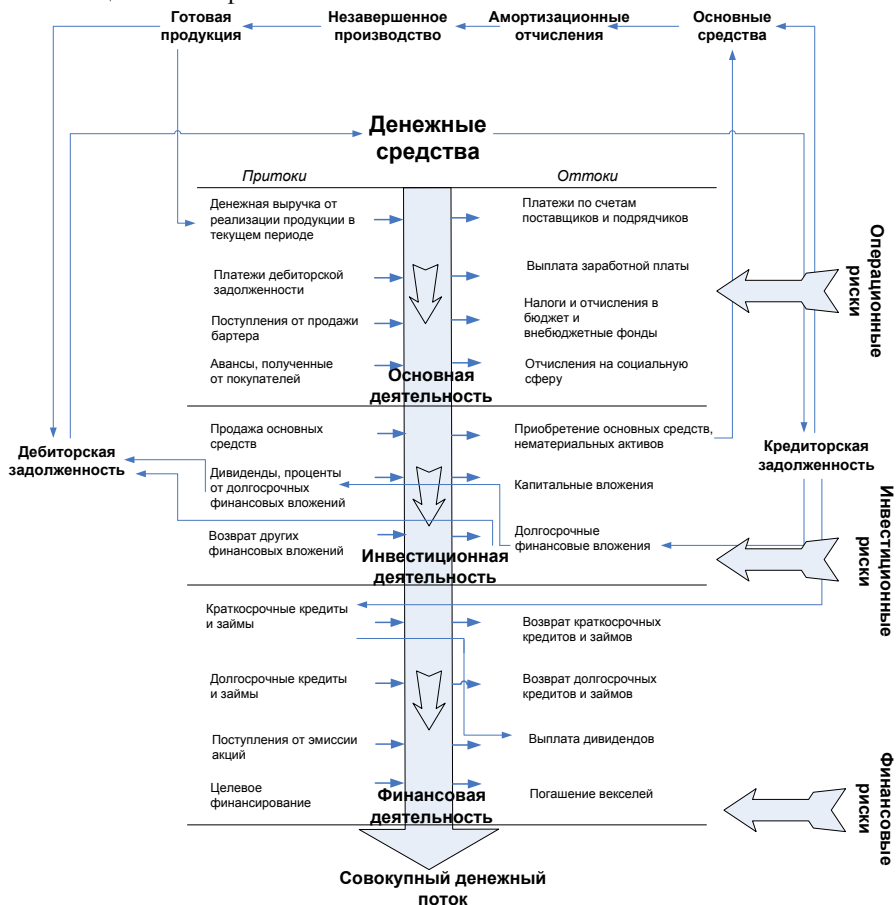 Готовая
продукция
Незавершенное
производство
Амортизационные
отчисления
Основные
средства
Денежные
средства
Притоки
Оттоки
Денежная выручка от
реализации продукции в
текущем периоде
Платежи по счетам
поставщиков и подрядчиков
Платежи дебиторской
задолженности
Выплата заработной платы
Поступления от продажи
бартера
Налоги и отчисления в
бюджет и
внебюджетные фонды
Авансы, полученные
от покупателей
Отчисления на социальную
сферу
Основная
деятельность
Операционные
риски
Продажа основных
средств
Приобретение основных средств,
нематериальных активов
Дебиторская
задолженность
Кредиторская
задолженность
Дивиденды, проценты
от долгосрочных
финансовых вложений
Капитальные вложения
Возврат других
финансовых вложений
Долгосрочные
финансовые вложения
Инвестиционная
деятельность
Инвестиционные
риски
Краткосрочные кредиты
и займы
Возврат краткосрочных
кредитов и займов
Долгосрочные кредиты
и займы
Возврат долгосрочных
кредитов и займов
Поступления от эмиссии
акций
Выплата дивидендов
Целевое
финансирование
Погашение векселей
Финансовая
деятельность
Финансовые
риски
Совокупный денежный
поток